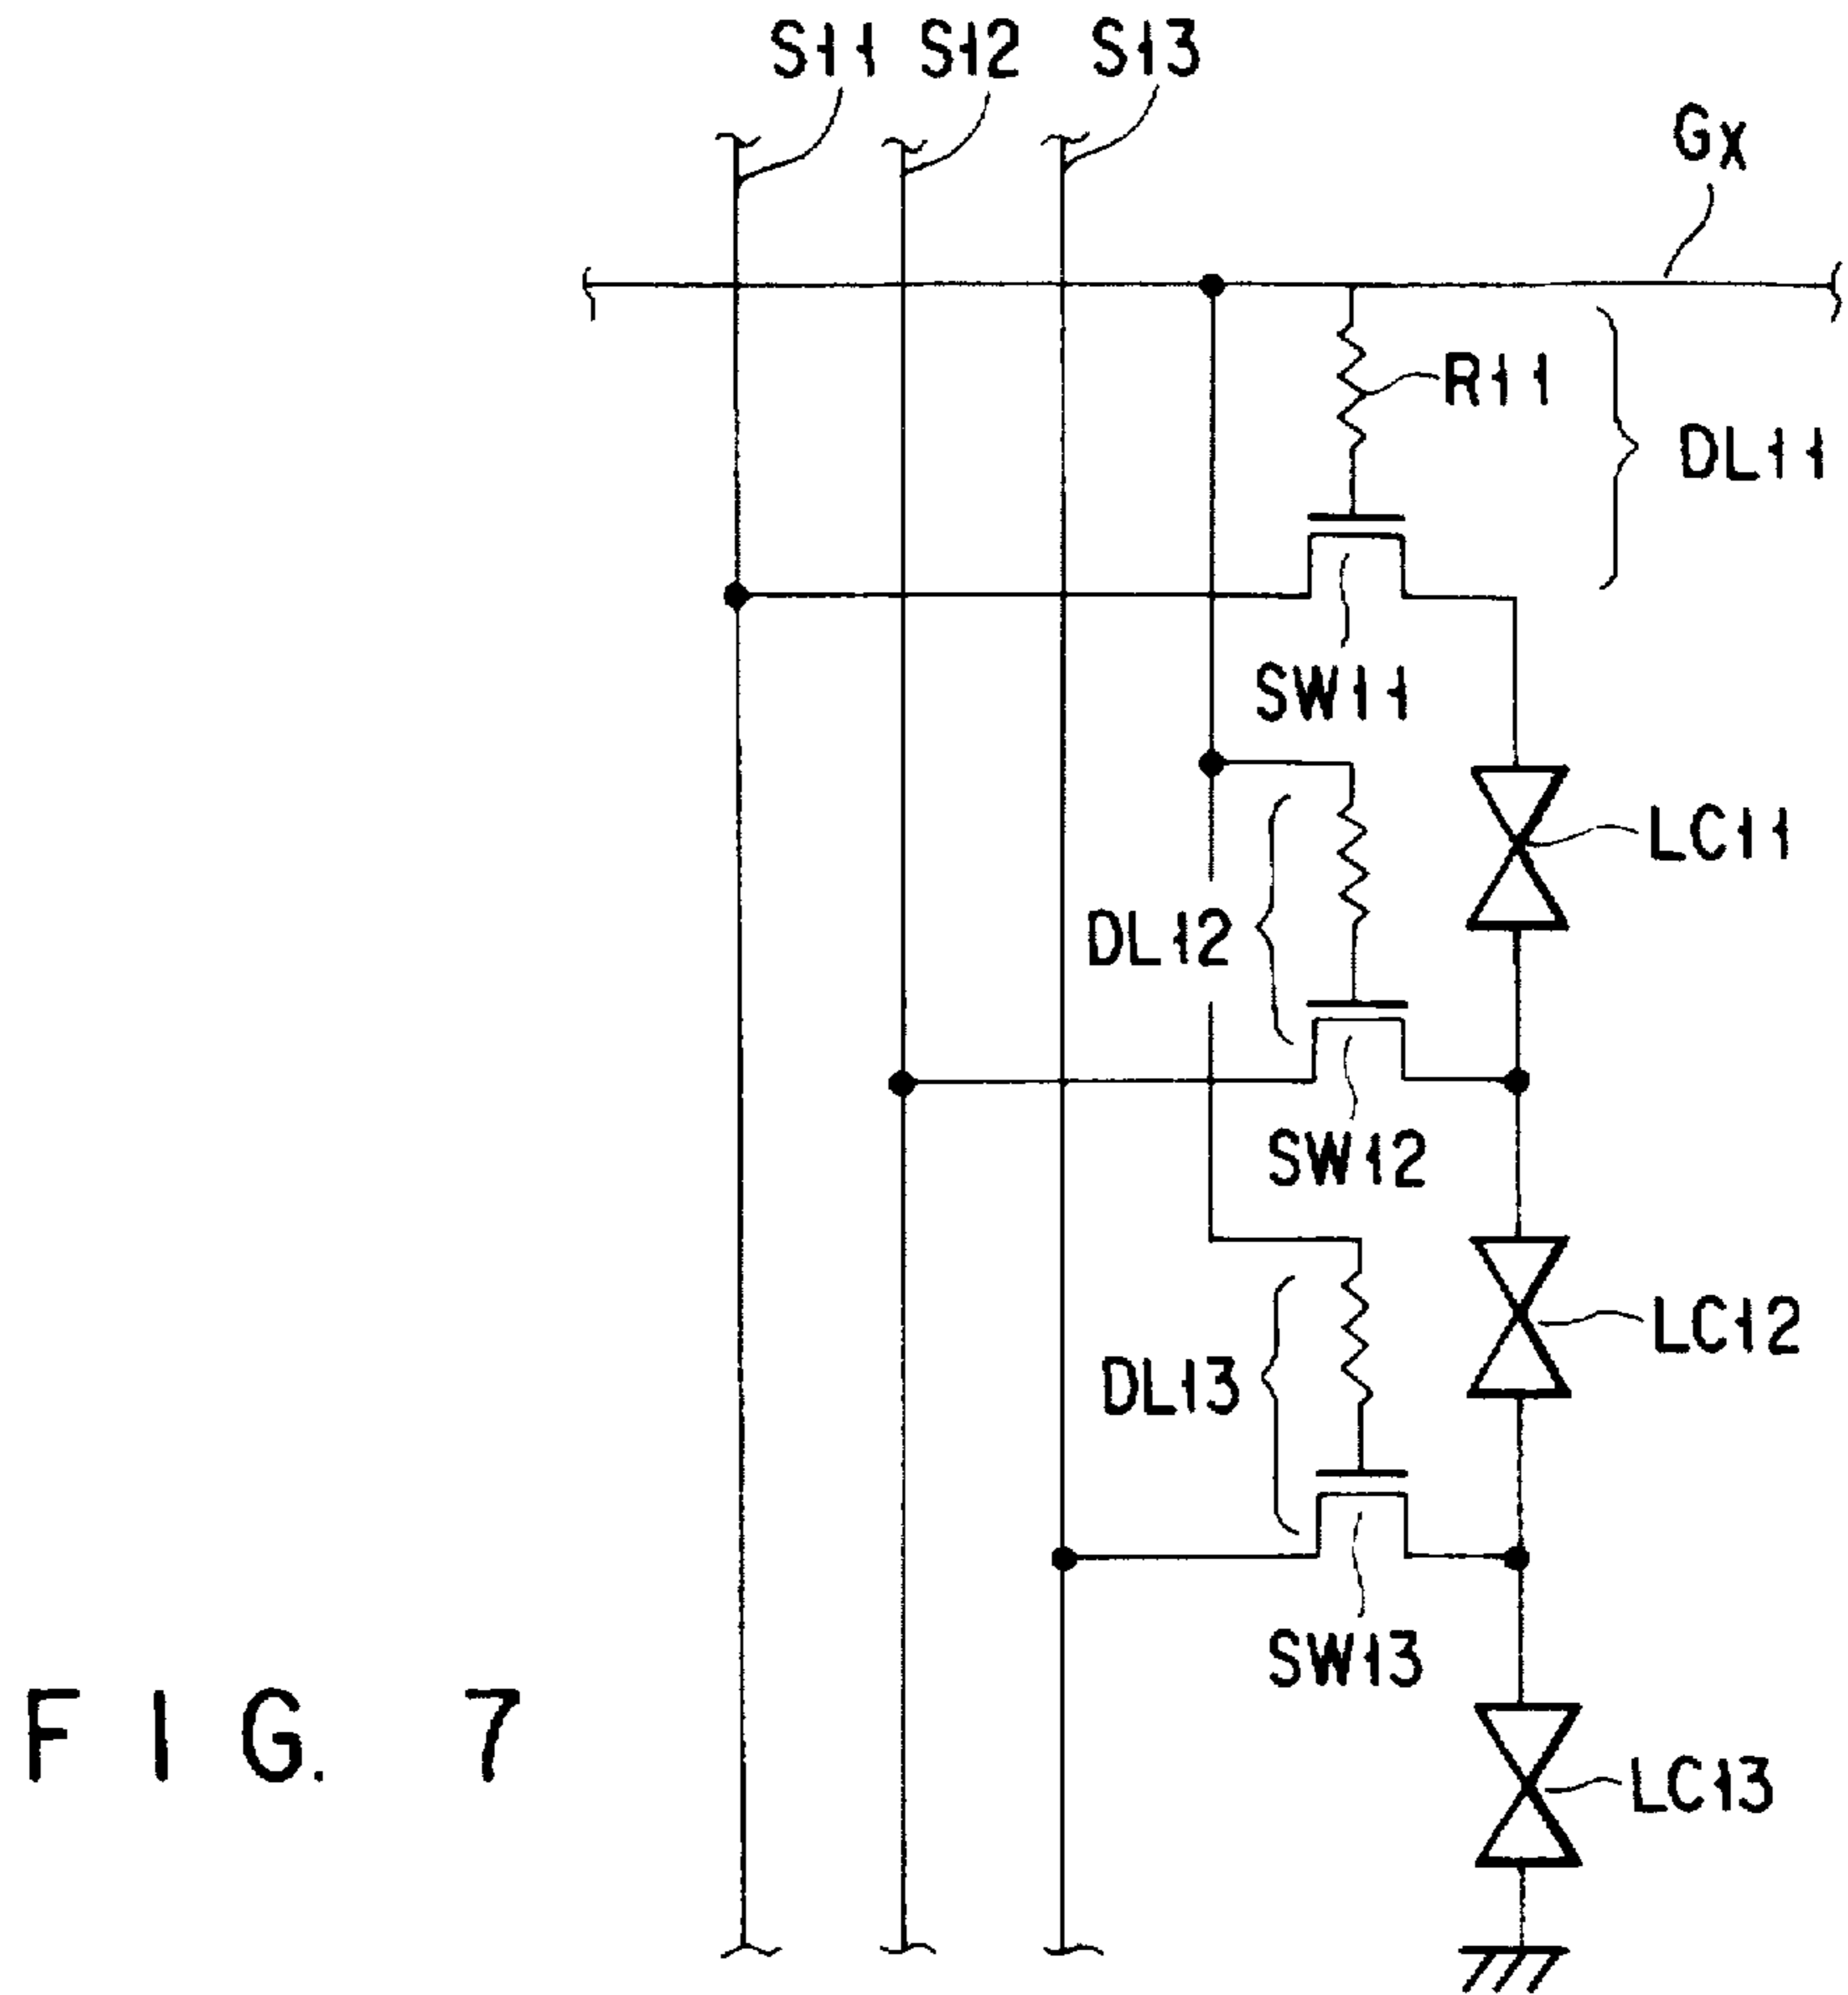 S11 S12 S13
Gx
R11
DL11
SW11
LC11
DL12
SW12
LC12
DL13
SW13
LC13
FIG. 7